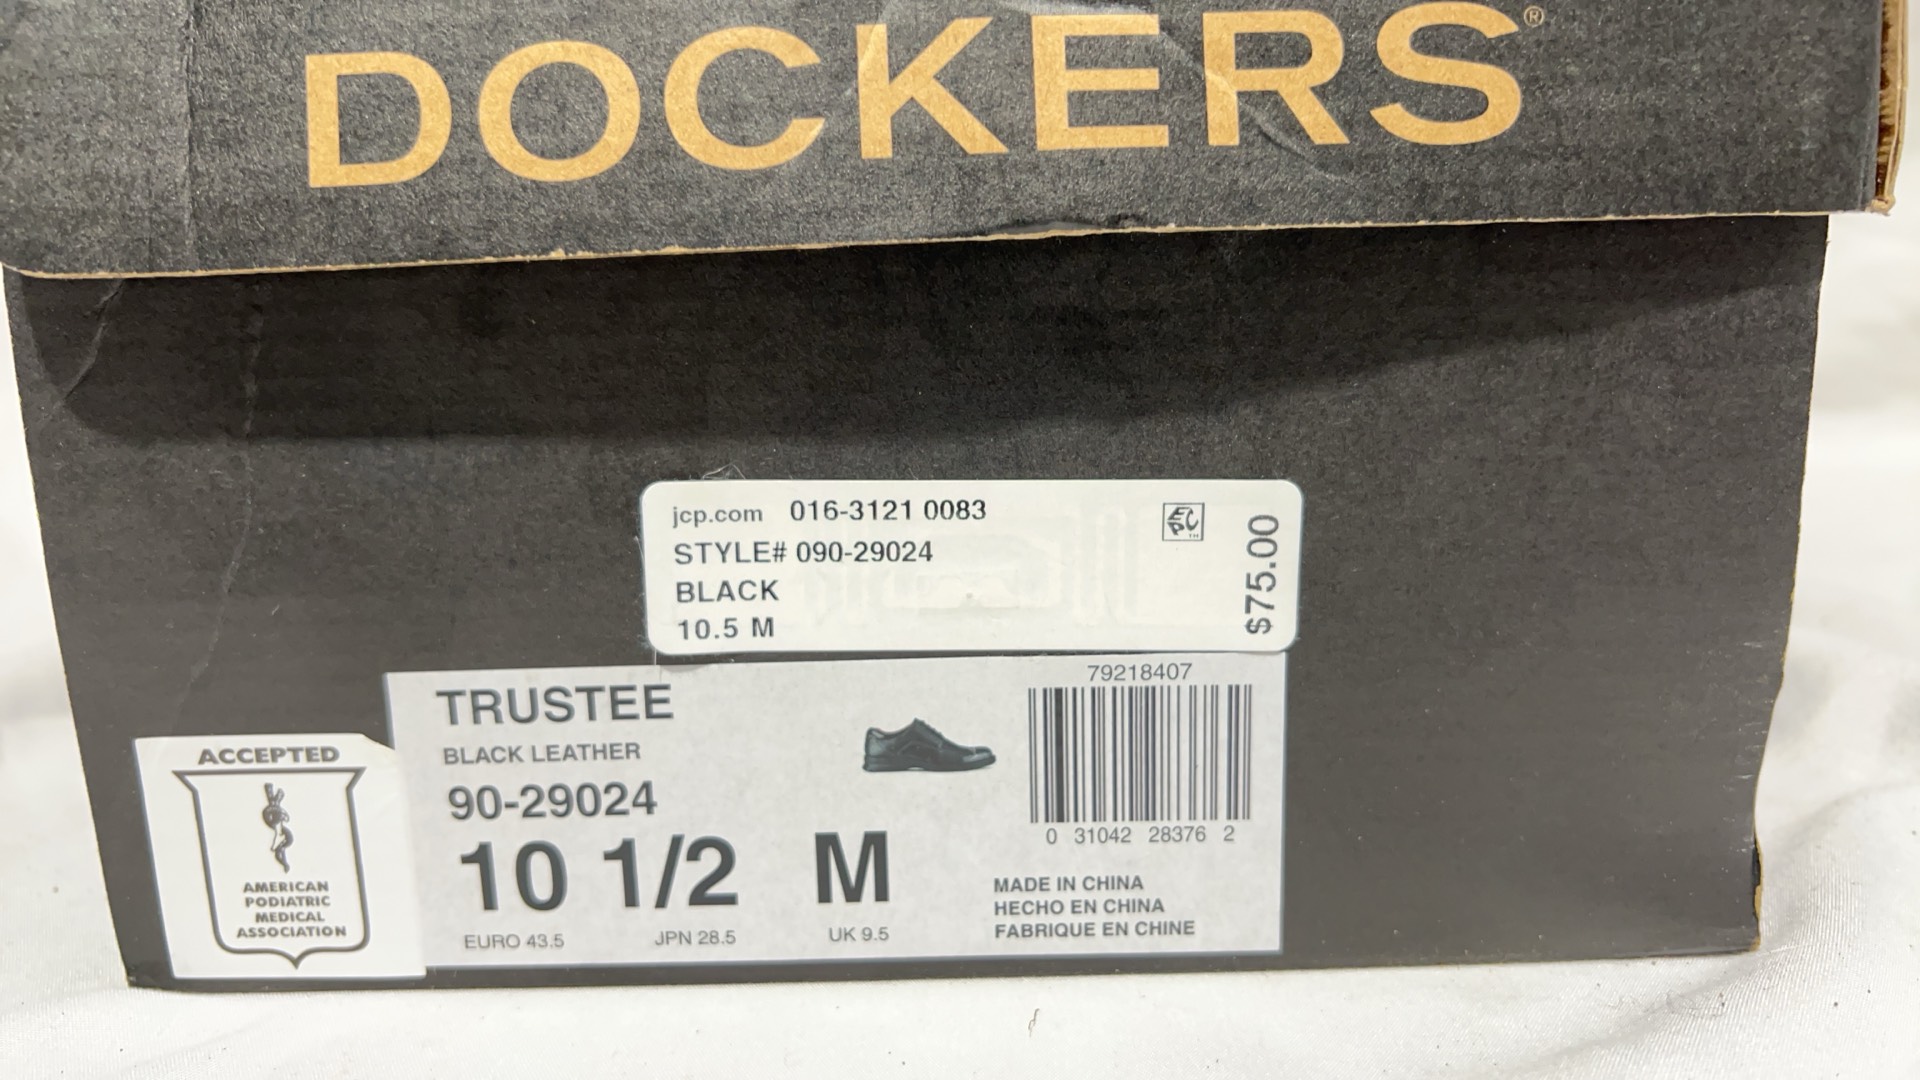 DOCKERS®
jcp.com 016-3121 0083
STYLE# 090-29024
BLACK
10.5 M
EPC™
$75.00
TRUSTEE
BLACK LEATHER
90-29024
10 1/2 M
EURO 43.5 JPN 28.5 UK 9.5
79218407
0 31042 28376 2
MADE IN CHINA
HECHO EN CHINA
FABRIQUE EN CHINE
ACCEPTED
AMERICAN
PODIATRIC
MEDICAL
ASSOCIATION